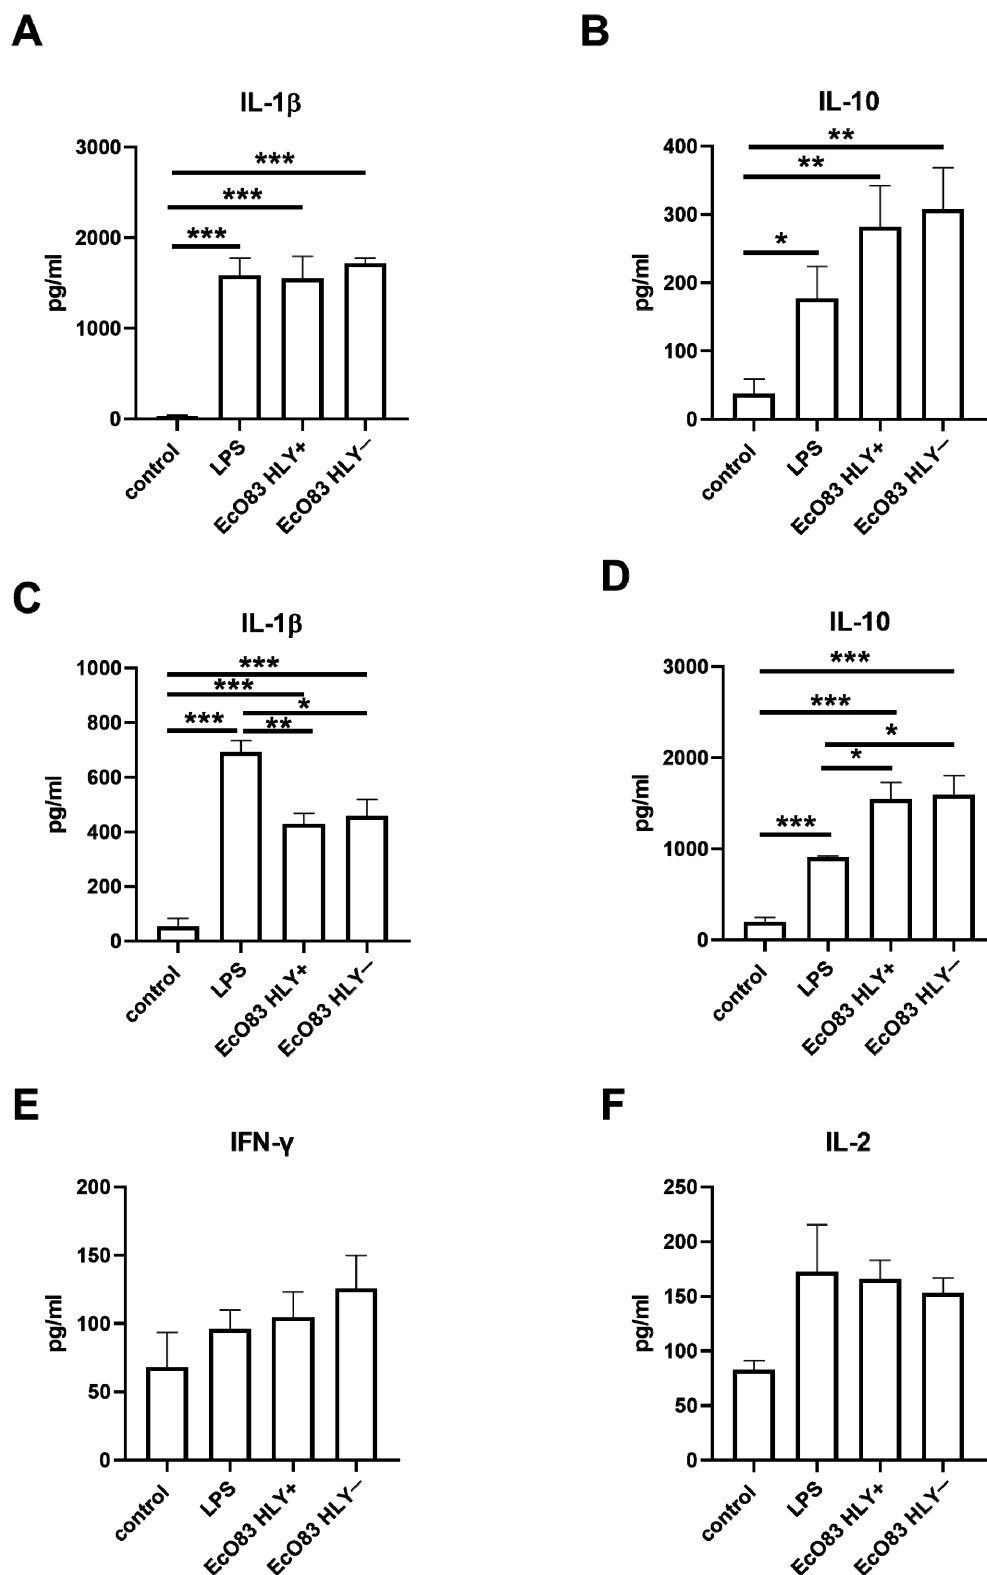 A
IL-1β
pg/ml
3000
2000
1000
0
***
***
***
control
LPS
EcO83 HLY+
EcO83 HLY–
B
IL-10
pg/ml
400
300
200
100
0
**
**
*
control
LPS
EcO83 HLY+
EcO83 HLY–
C
IL-1β
pg/ml
1000
800
600
400
200
0
***
***
*
***
**
control
LPS
EcO83 HLY+
EcO83 HLY–
D
IL-10
pg/ml
3000
2000
1000
0
***
***
*
*
***
control
LPS
EcO83 HLY+
EcO83 HLY–
E
IFN-γ
pg/ml
200
150
100
50
0
control
LPS
EcO83 HLY+
EcO83 HLY–
F
IL-2
pg/ml
250
200
150
100
50
0
control
LPS
EcO83 HLY+
EcO83 HLY–